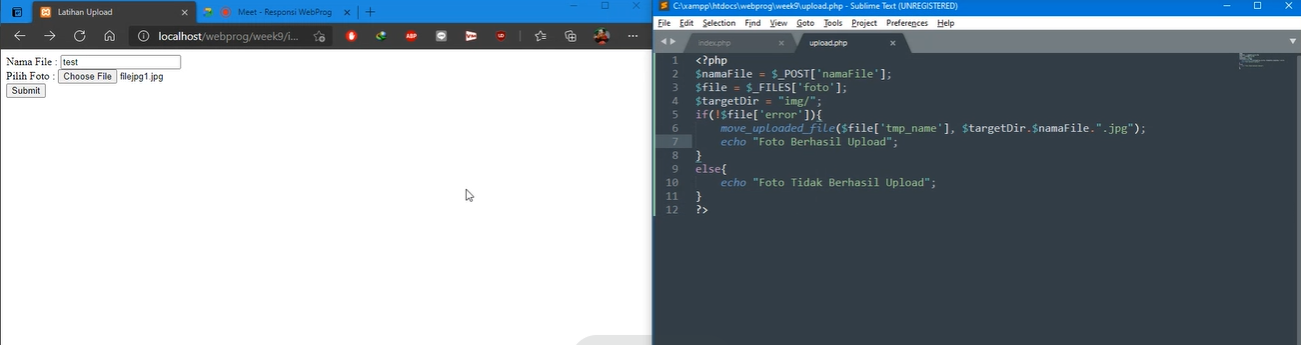 Latihan Upload
Meet - Responsi WebProg
localhost/webprog/week9/i...
Nama File : test
Pilih Foto : Choose File filejpg1.jpg
Submit
C:\xampp\htdocs\webprog\week9\upload.php - Sublime Text (UNREGISTERED)
File Edit Selection Find View Goto Tools Project Preferences Help
index.php upload.php
1 <?php
2 $namaFile = $_POST['namaFile'];
3 $file = $_FILES['foto'];
4 $targetDir = "img/";
5 if(!$file['error']){
6 move_uploaded_file($file['tmp_name'], $targetDir.$namaFile.".jpg");
7 echo "Foto Berhasil Upload";
8 }
9 else{
10 echo "Foto Tidak Berhasil Upload";
11 }
12 ?>